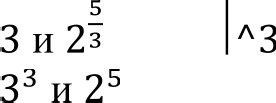 3 и 2^{5/3} |^3
3³ и 2⁵